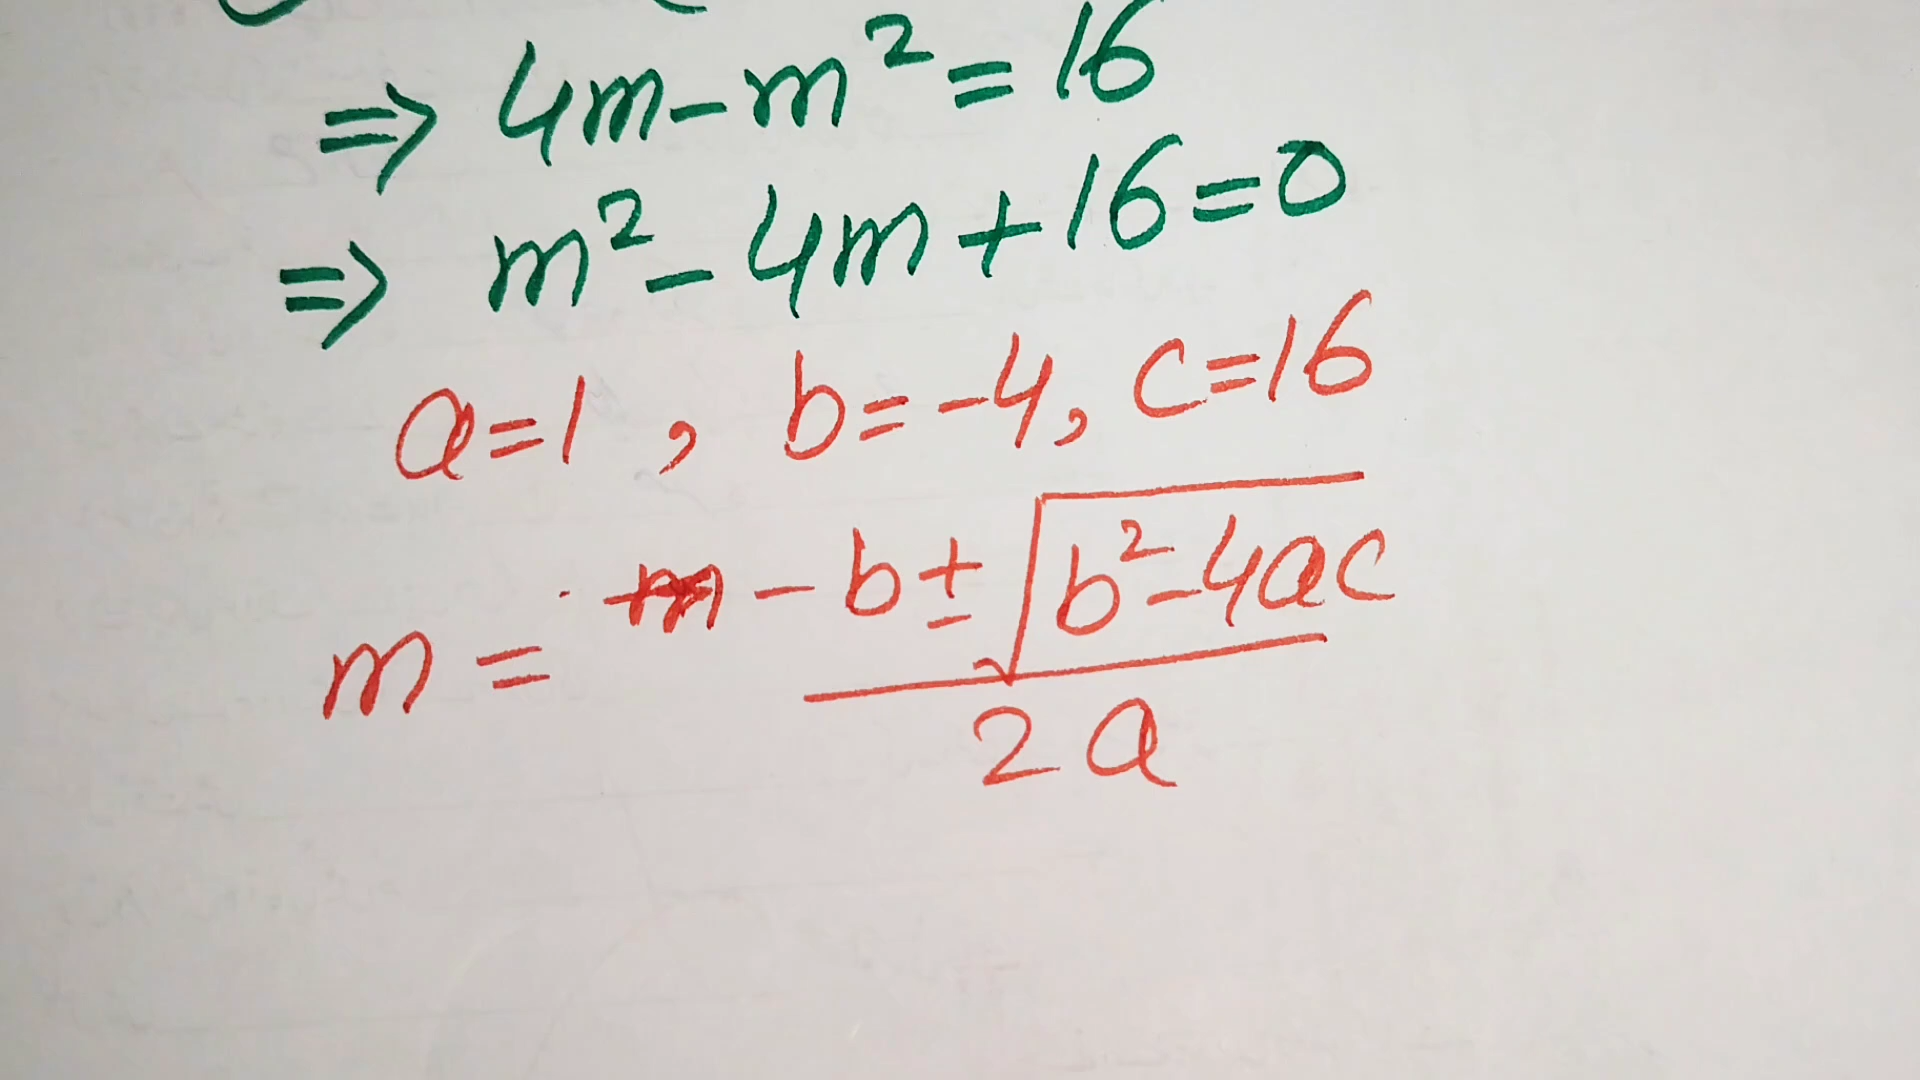 ⇒ 4m-m²=16
⇒ m²-4m+16=0
a=1, b=-4, c=16
m = -b±√(b²-4ac)
2a